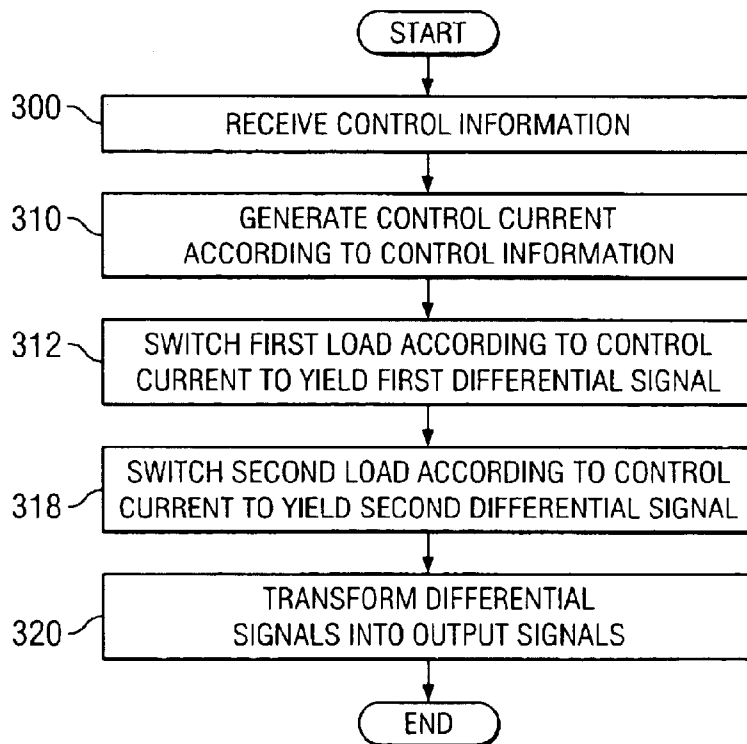 START
300
RECEIVE CONTROL INFORMATION
310
GENERATE CONTROL CURRENT
ACCORDING TO CONTROL INFORMATION
312
SWITCH FIRST LOAD ACCORDING TO CONTROL
CURRENT TO YIELD FIRST DIFFERENTIAL SIGNAL
318
SWITCH SECOND LOAD ACCORDING TO CONTROL
CURRENT TO YIELD SECOND DIFFERENTIAL SIGNAL
320
TRANSFORM DIFFERENTIAL
SIGNALS INTO OUTPUT SIGNALS
END